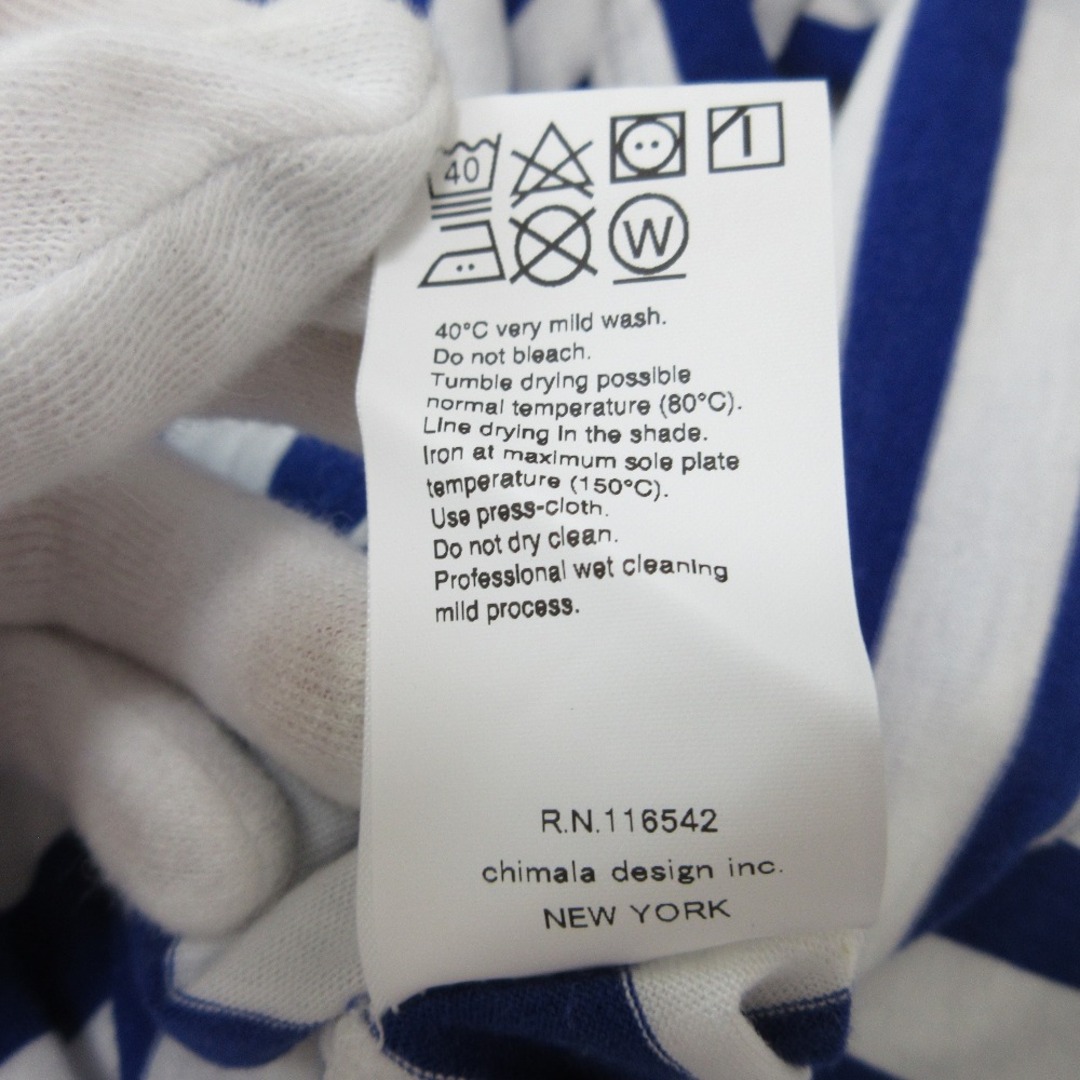 40
W
40°C very mild wash.
Do not bleach.
Tumble drying possible
normal temperature (80°C).
Line drying in the shade.
Iron at maximum sole plate
temperature (150°C).
Use press-cloth.
Do not dry clean.
Professional wet cleaning
mild process.
R.N.116542
chimala design inc.
NEW YORK